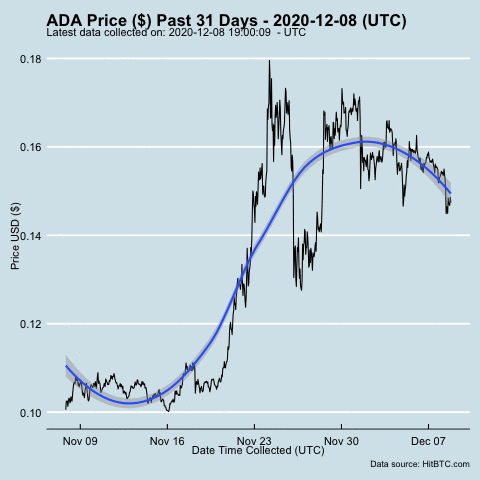 ADA Price ($) Past 31 Days - 2020-12-08 (UTC)
Latest data collected on: 2020-12-08 19:00:09 - UTC
0.18
0.16
0.14
0.12
0.10
Price USD ($)
Nov 09
Nov 16
Nov 23
Nov 30
Dec 07
Date Time Collected (UTC)
Data source: HitBTC.com